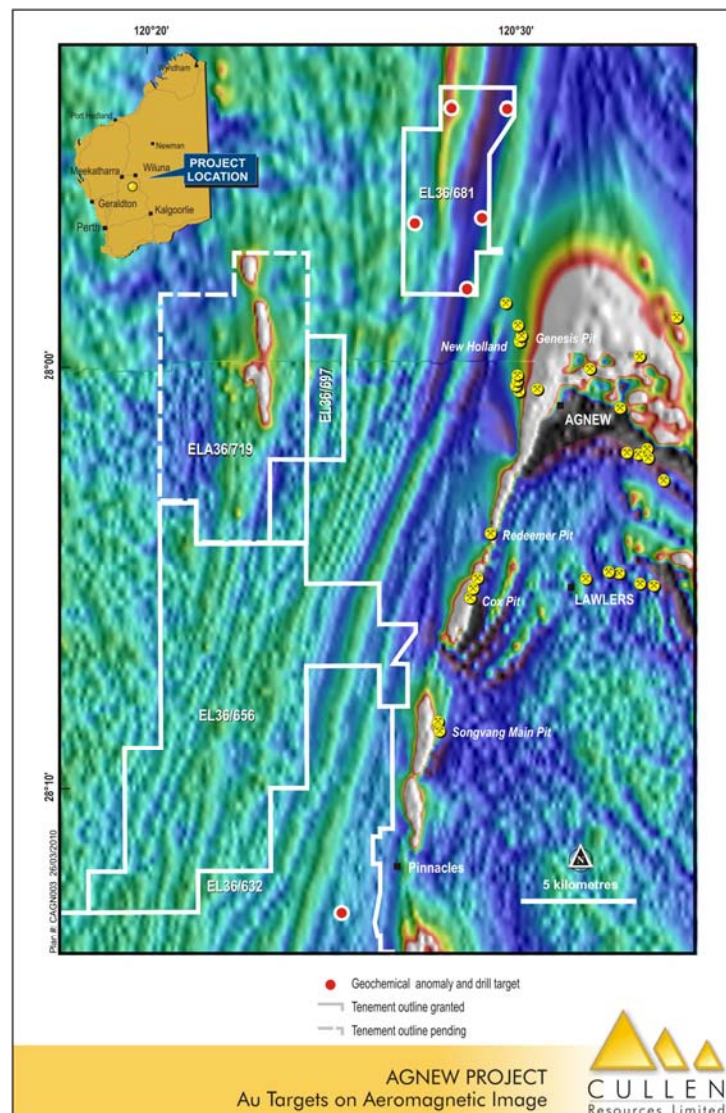 120°20'
120°30'
Wyndham
Port Hedland
Newman
PROJECT
LOCATION
Meekatharra
Wiluna
Geraldton
Kalgoorlie
Perth
EL36/681
New Holland
Genesis Pit
28°00'
EL36/697
AGNEW
ELA36/719
Redeemer Pit
Cox Pit
LAWLERS
EL36/656
Songvang Main Pit
28°10'
Pinnacles
EL36/632
5 kilometres
Plan #: CAGN003 26/03/2010
Geochemical anomaly and drill target
Tenement outline granted
Tenement outline pending
AGNEW PROJECT
Au Targets on Aeromagnetic Image
CULLEN
Resources Limited